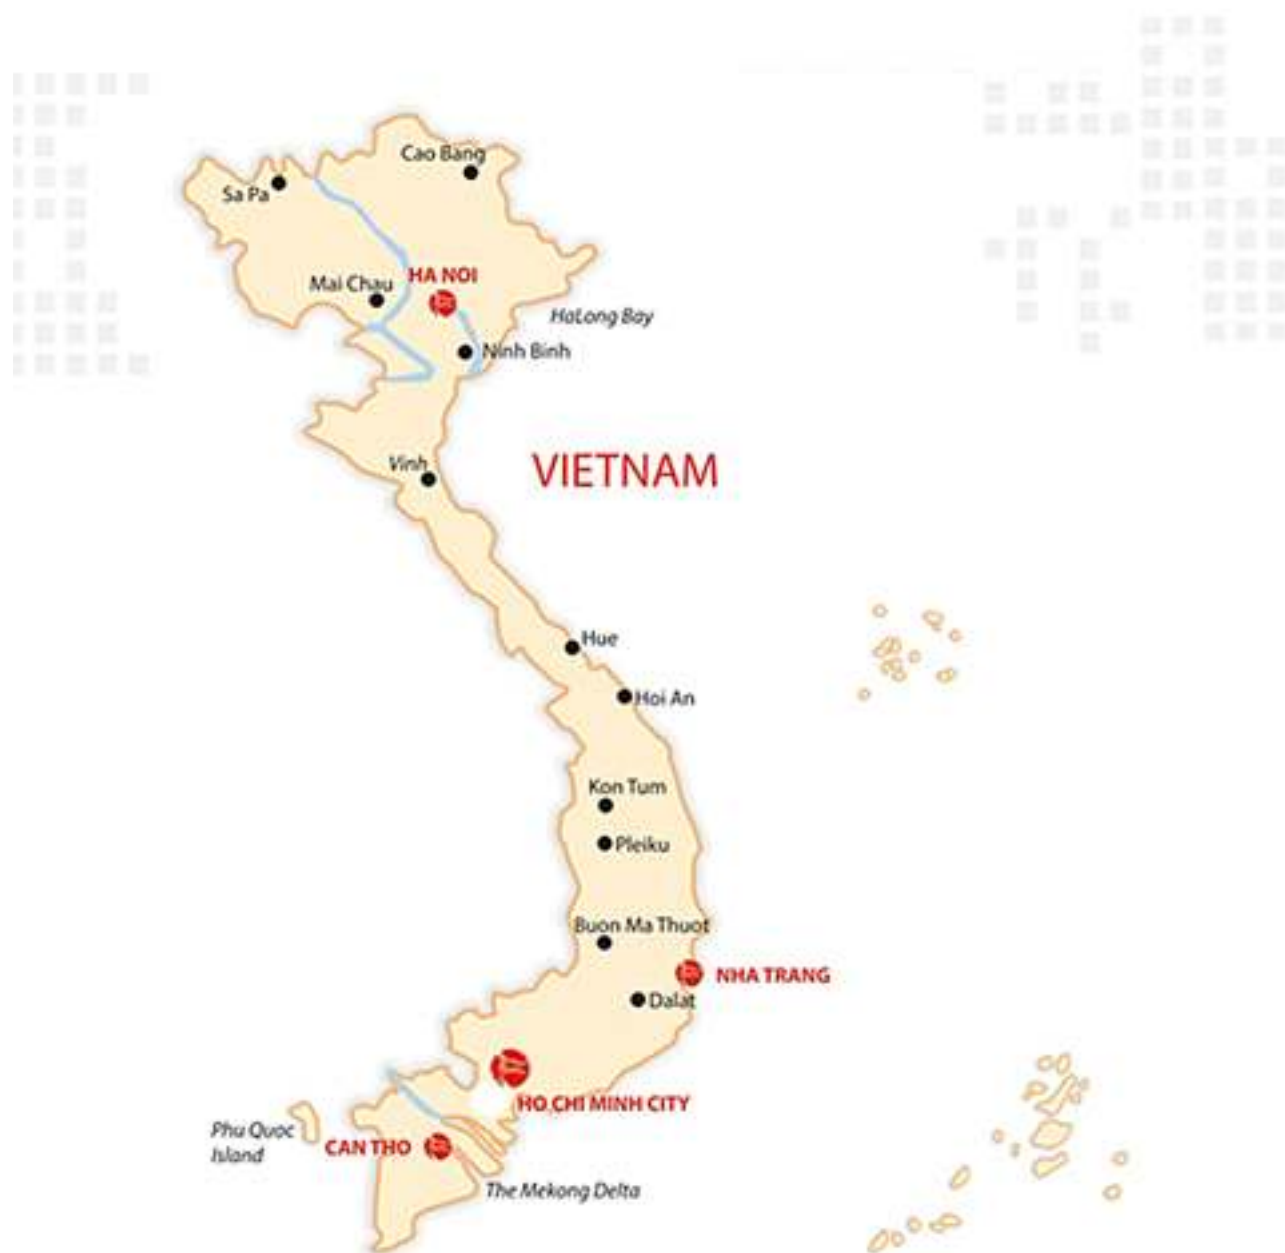 Cao Bang
Sa Pa
HA NOI
Mai Chau
HaLong Bay
Ninh Binh
VIETNAM
Vinh
Hue
Hoi An
Kon Tum
Pleiku
Buon Ma Thuot
NHA TRANG
Dalat
HO CHI MINH CITY
Phu Quoc
Island
CAN THO
The Mekong Delta